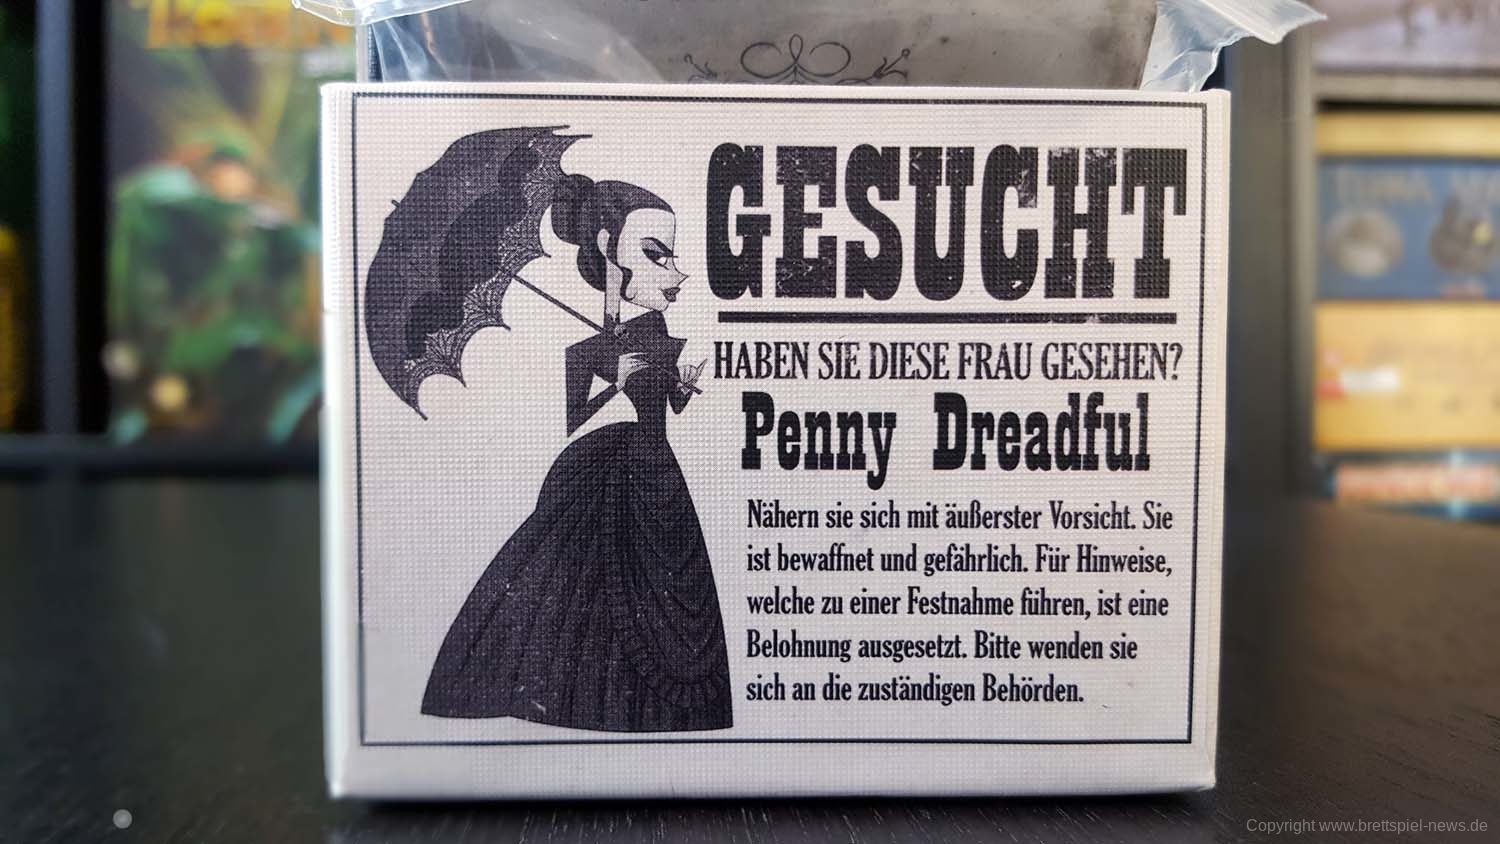 GESUCHT
HABEN SIE DIESE FRAU GESEHEN?
Penny Dreadful
Nähern sie sich mit äußerster Vorsicht. Sie
ist bewaffnet und gefährlich. Für Hinweise,
welche zu einer Festnahme führen, ist eine
Belohnung ausgesetzt. Bitte wenden sie
sich an die zuständigen Behörden.
Copyright www.brettspiel-news.de